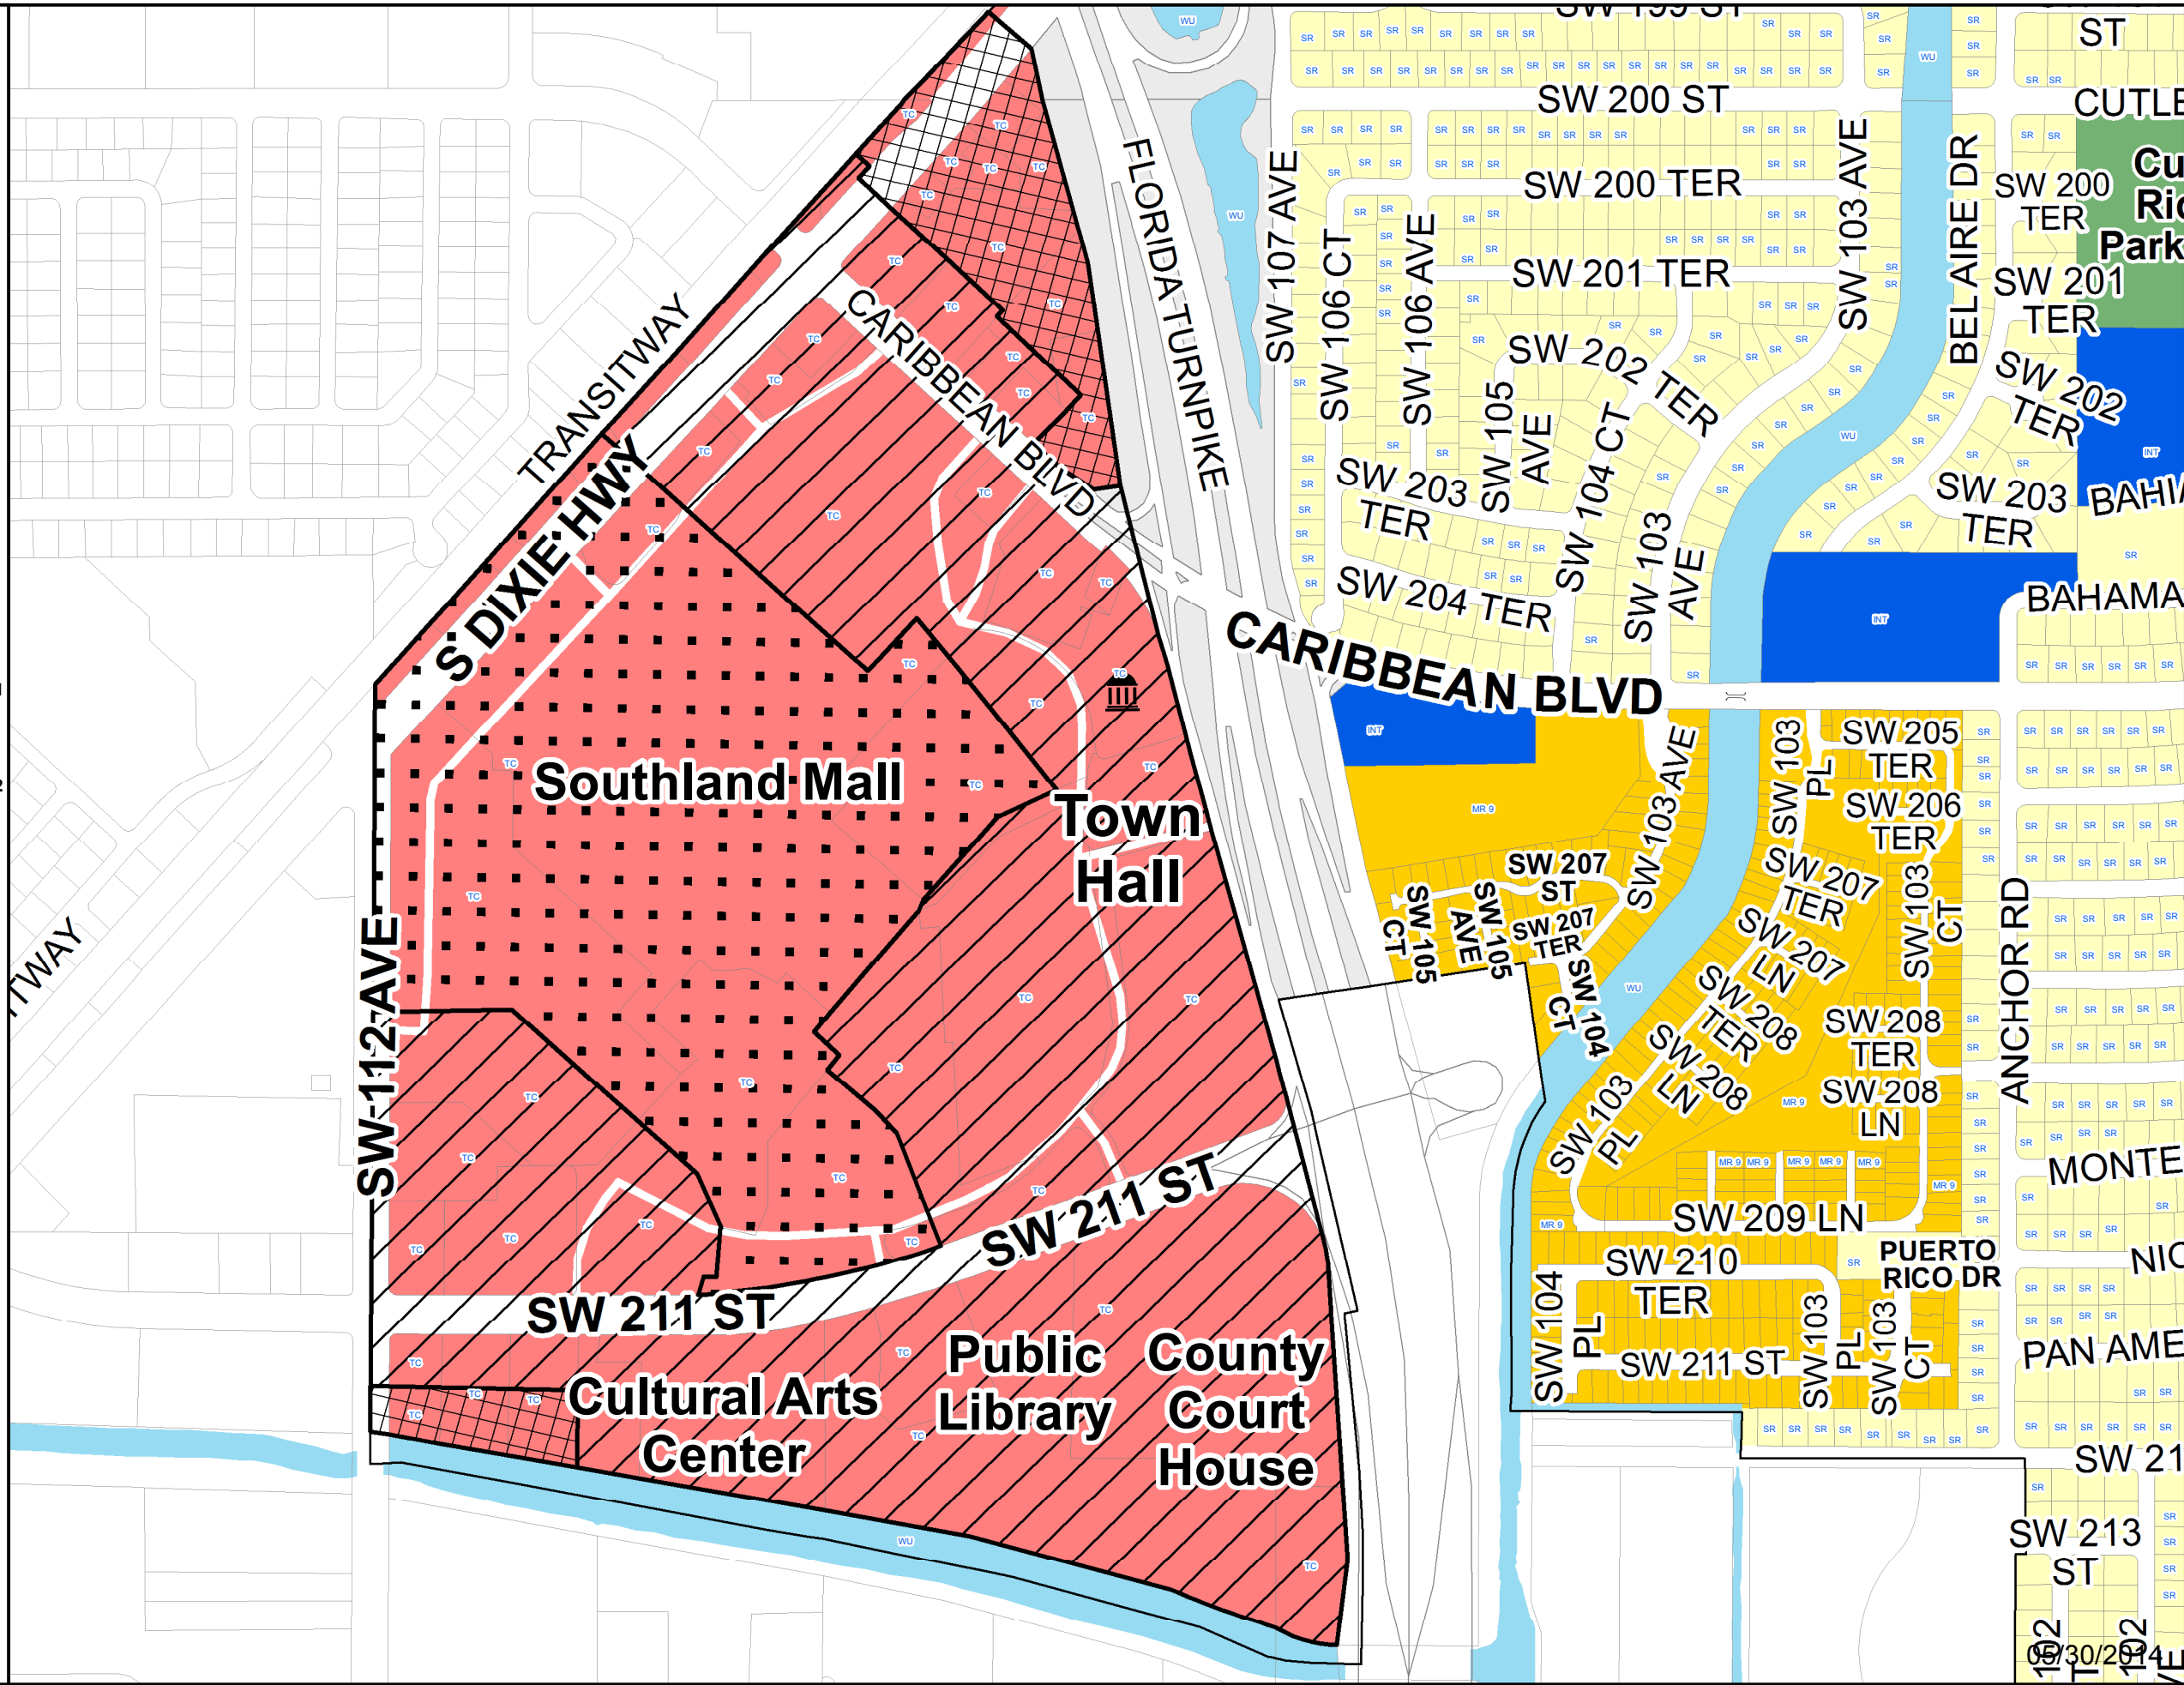 ST
SW 200 ST
SW 200 TER
SW 201 TER
SW 202 TER
SW 107 AVE
SW 106 CT
SW 106 AVE
SW 105 AVE
SW 104 CT
SW 103 AVE
SW 103 AVE
SW 203 TER
SW 204 TER
BEL AIRE DR
SW 200 TER
SW 201 TER
SW 202 TER
SW 203 TER
BAHAMA
FLORIDA TURNPIKE
TRANSITWAY
S DIXIE HWY
CARIBBEAN BLVD
CARIBBEAN BLVD
Southland Mall
Town
Hall
SW 112 AVE
SW 211 ST
SW 211 ST
Cultural Arts
Center
Public
Library
County
Court
House
SW 103 AVE
SW 207
ST
SW 207
TER
SW 105
CT
SW 105
AVE
SW 104
CT
SW 103
PL
SW 205
TER
SW 206
TER
SW 207
TER
SW 207
LN
SW 208
TER
SW 208
LN
SW 103
CT
SW 208
TER
SW 208
LN
SW 103
PL
ANCHOR RD
SW 209 LN
SW 210
TER
SW 211 ST
SW 104
PL
SW 103
PL
SW 103
CT
PUERTO
RICO DR
SW 213
ST
TC
SR
WU
INT
MR 9
05/30/2014